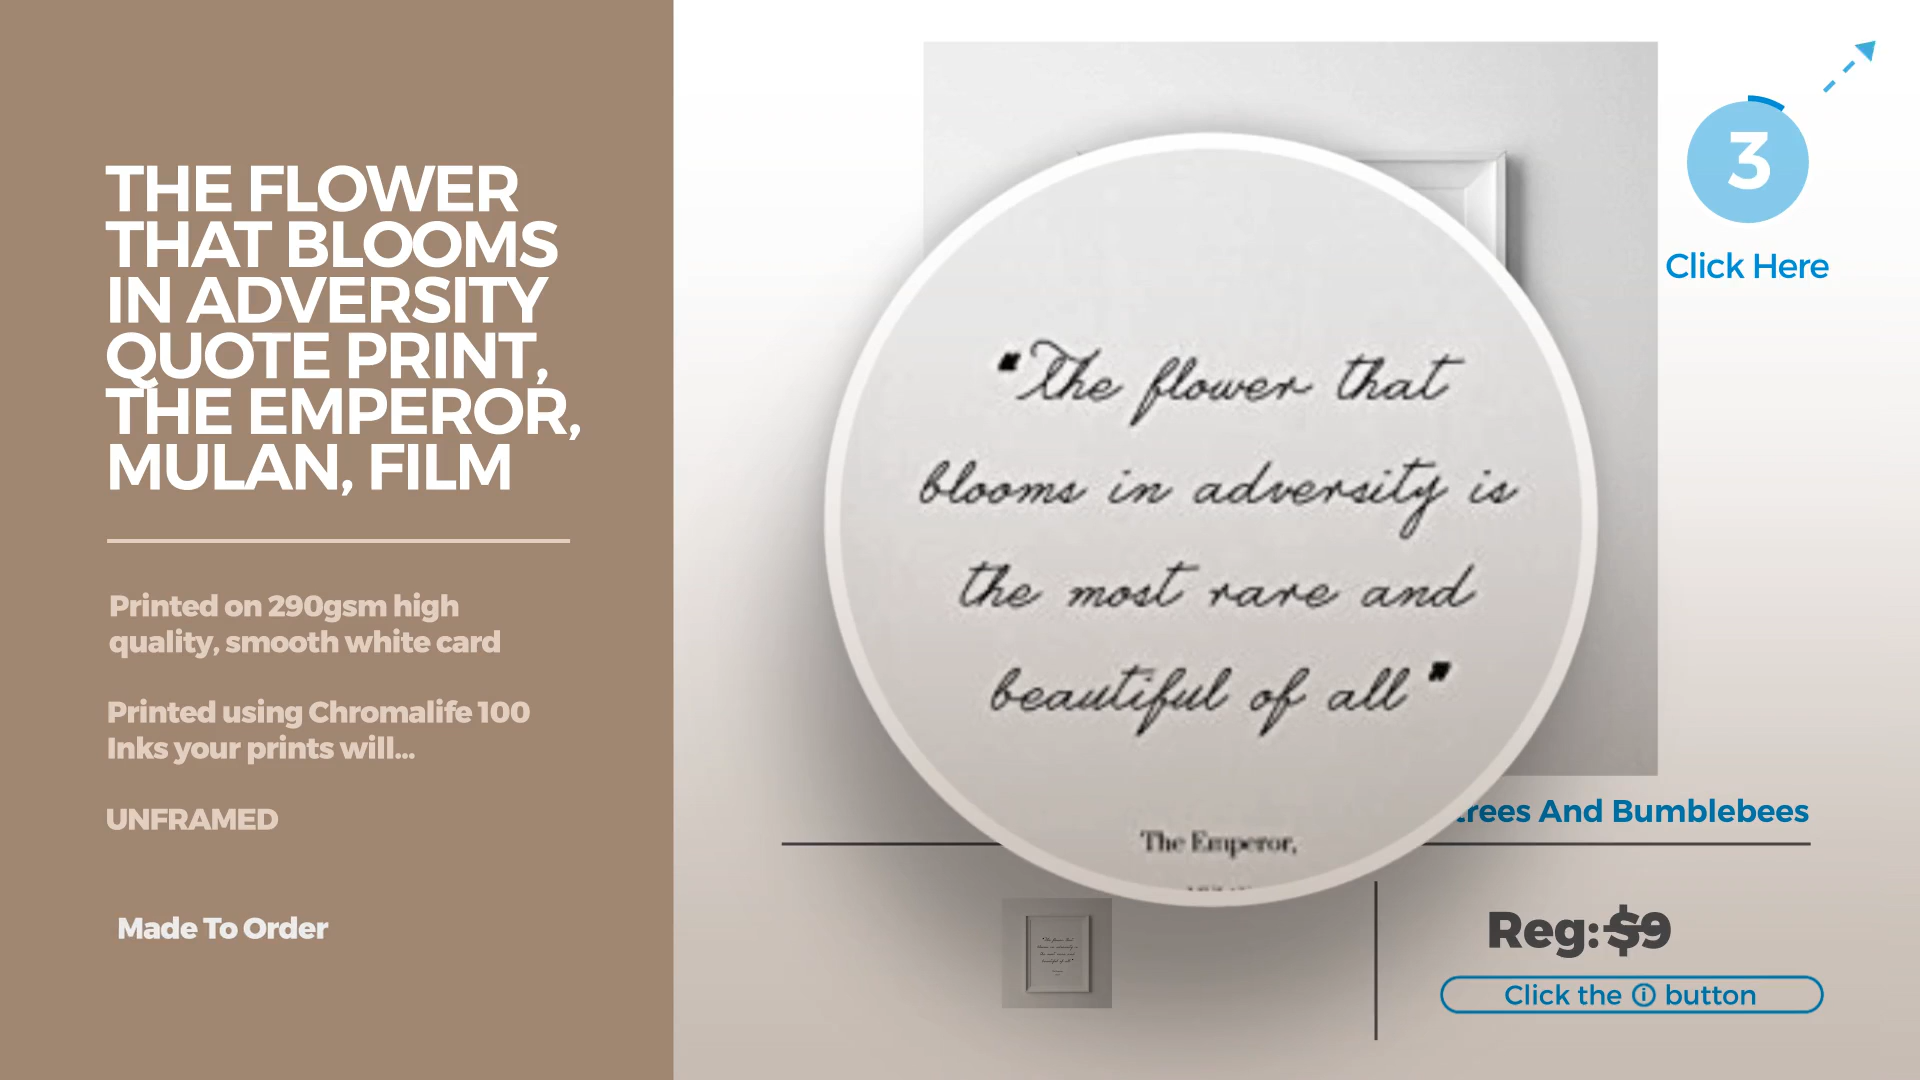 THE FLOWER
THAT BLOOMS
IN ADVERSITY
QUOTE PRINT,
THE EMPEROR,
MULAN, FILM
Printed on 290gsm high
quality, smooth white card
Printed using Chromalife 100
Inks your prints will...
UNFRAMED
Made To Order
"The flower that
blooms in adversity is
the most rare and
beautiful of all"
The Emperor,
3
Click Here
And Bumblebees
Reg: $9
Click the ⓘ button